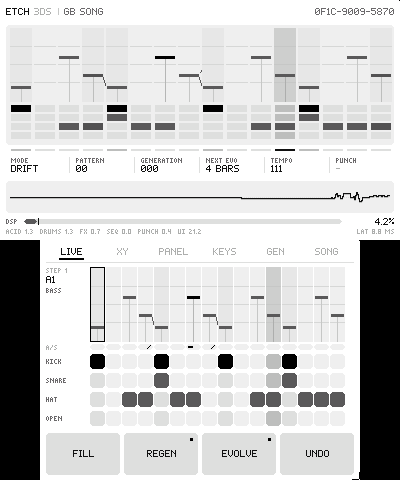 ETCH 3DS | GB SONG 0F1C-9009-5870
MODE PATTERN GENERATION NEXT EVO TEMPO PUNCH
DRIFT 00 000 4 BARS 111 –
DSP 4.2%
ACID 1.3 DRUMS 1.3 FX 0.7 SEQ 0.0 PUNCH 0.4 UI 21.2 LAT 8.8 MS
LIVE XY PANEL KEYS GEN SONG
STEP 1
A1
BASS
A/S
KICK
SNARE
HAT
OPEN
FILL REGEN EVOLVE UNDO